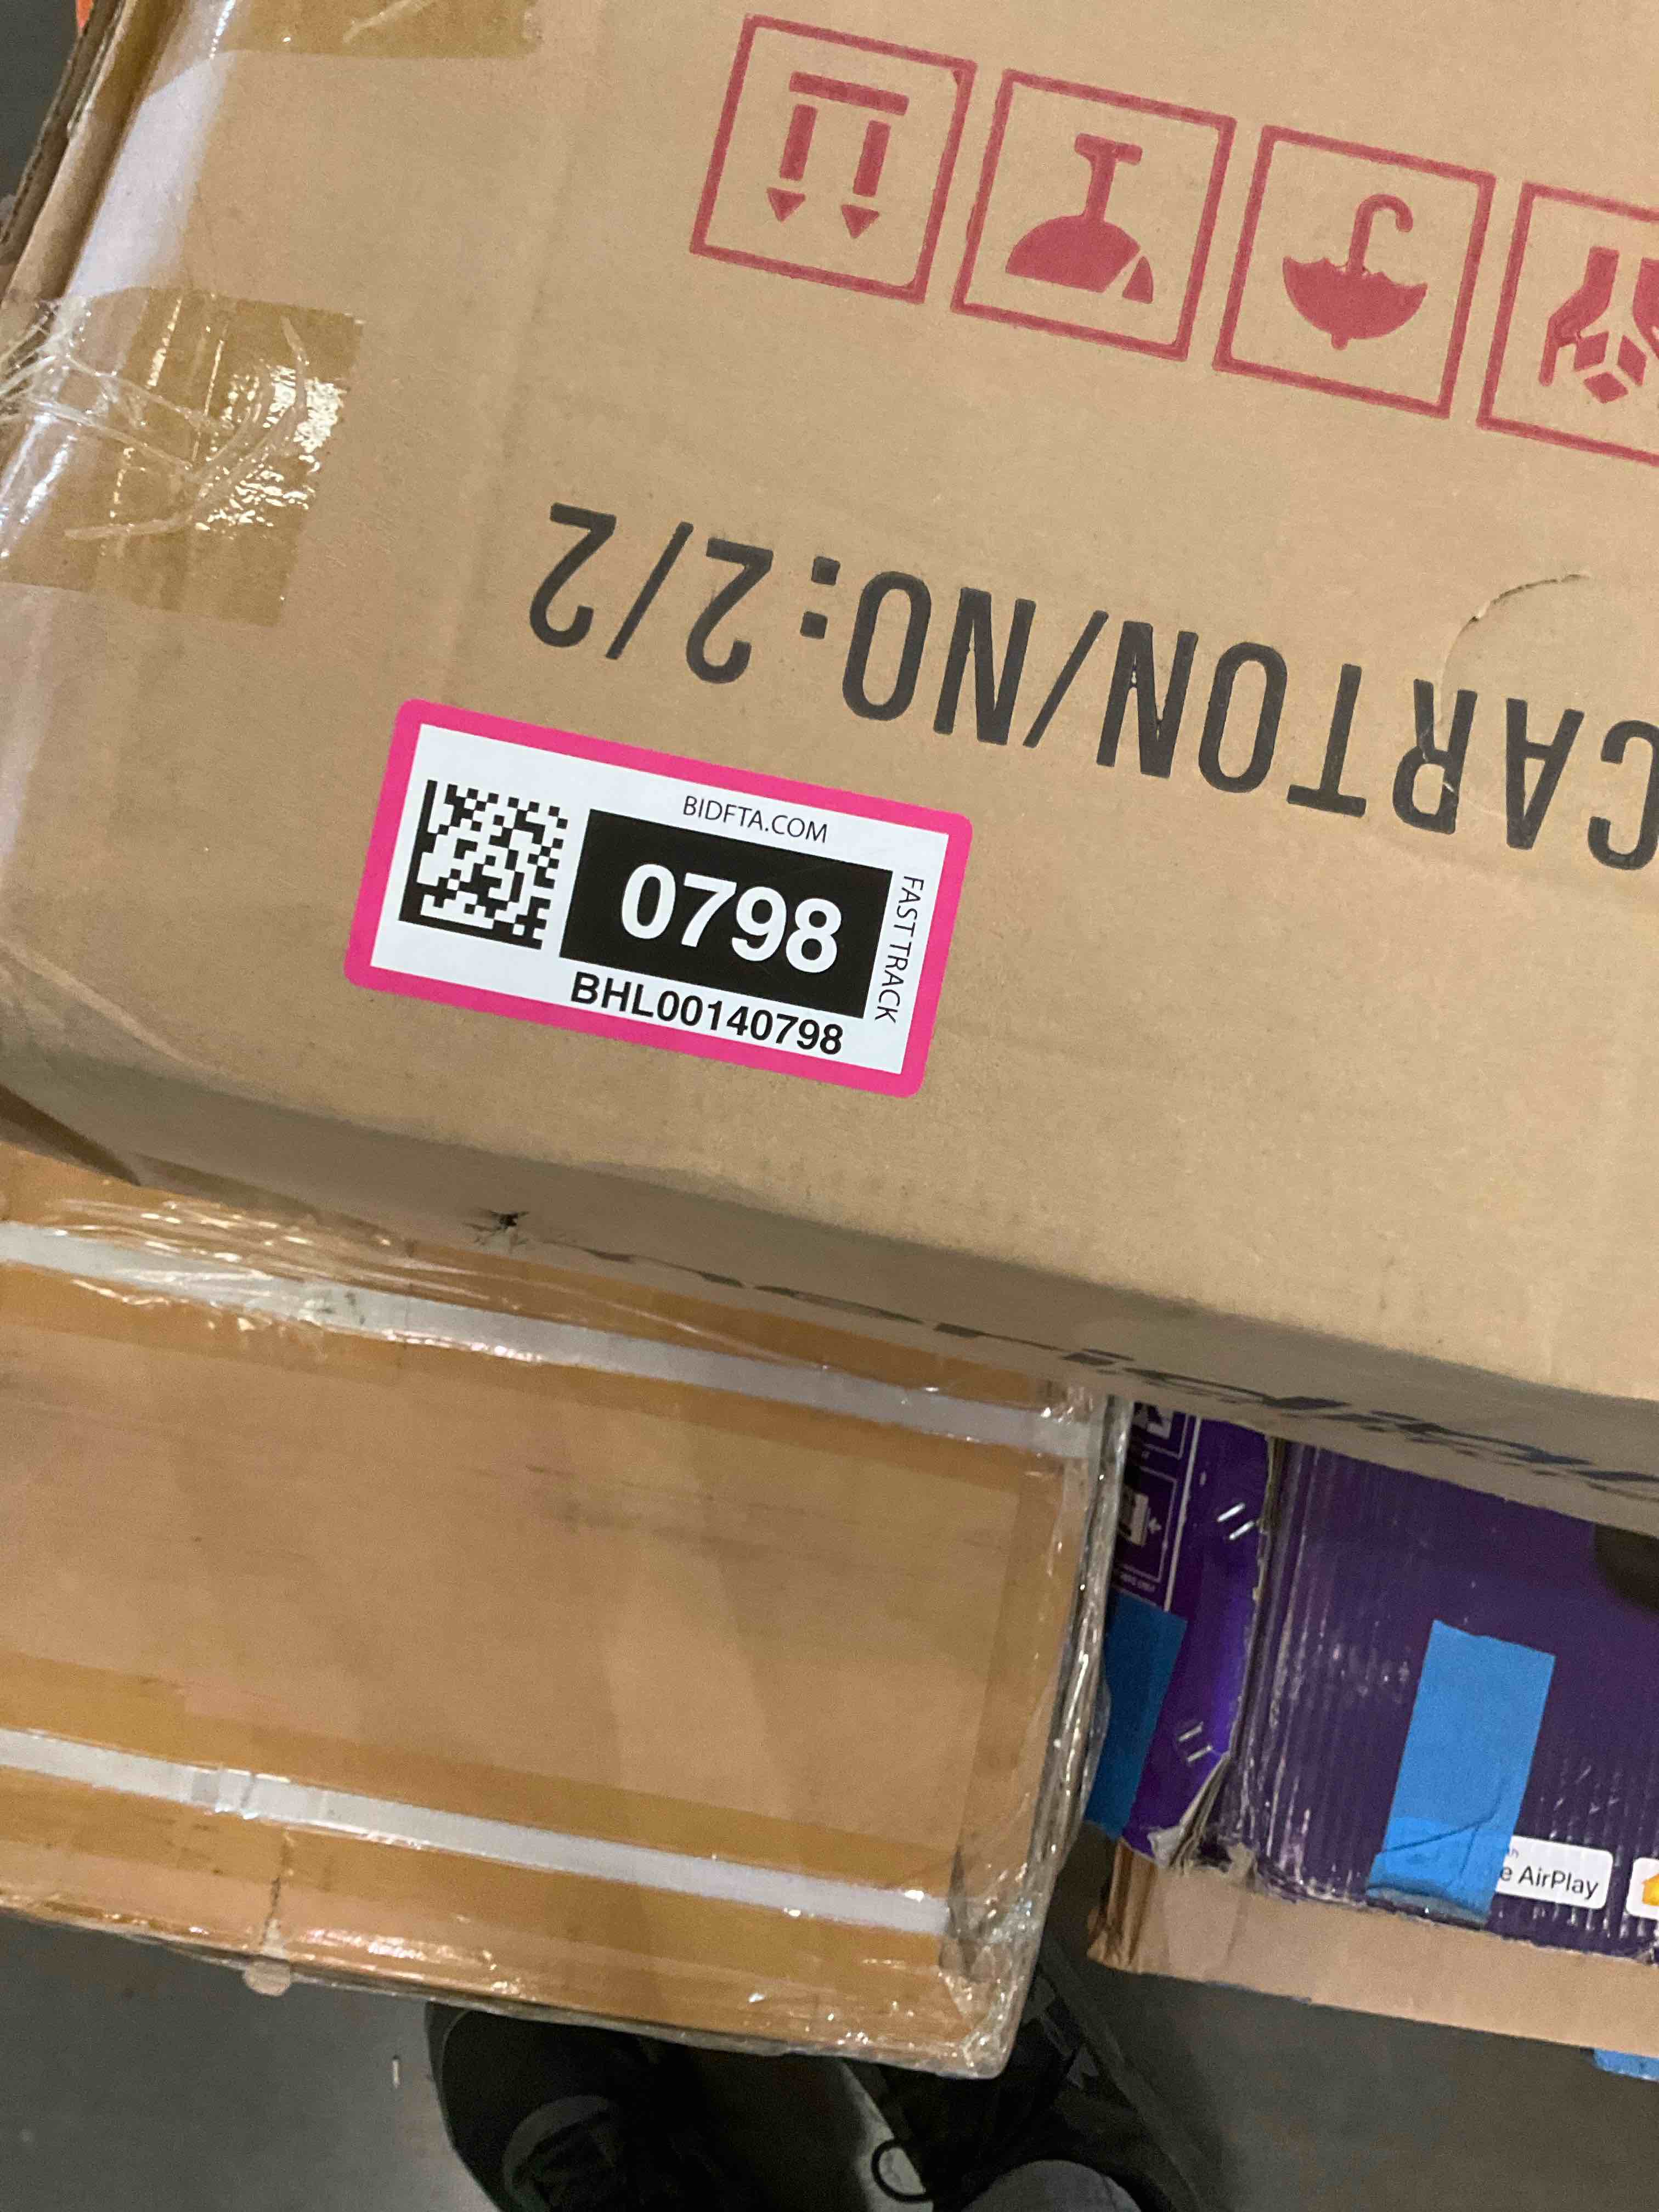 CARTON/NO:2/2
BIDFTA.COM
0798
FAST TRACK
BHL00140798
e AirPlay